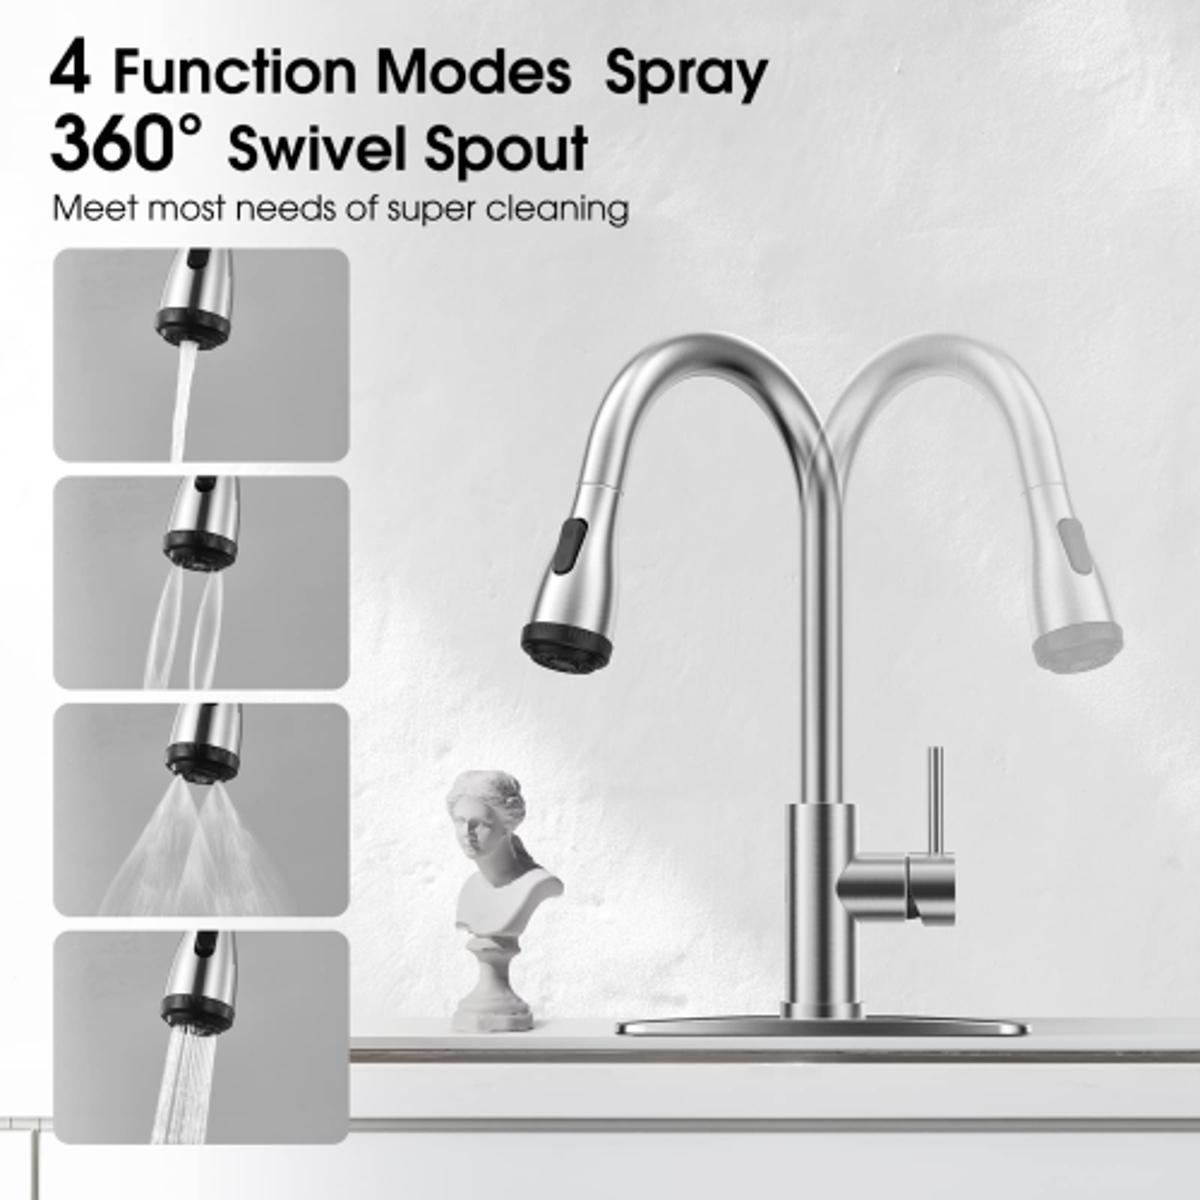 4 Function Modes Spray
360° Swivel Spout
Meet most needs of super cleaning